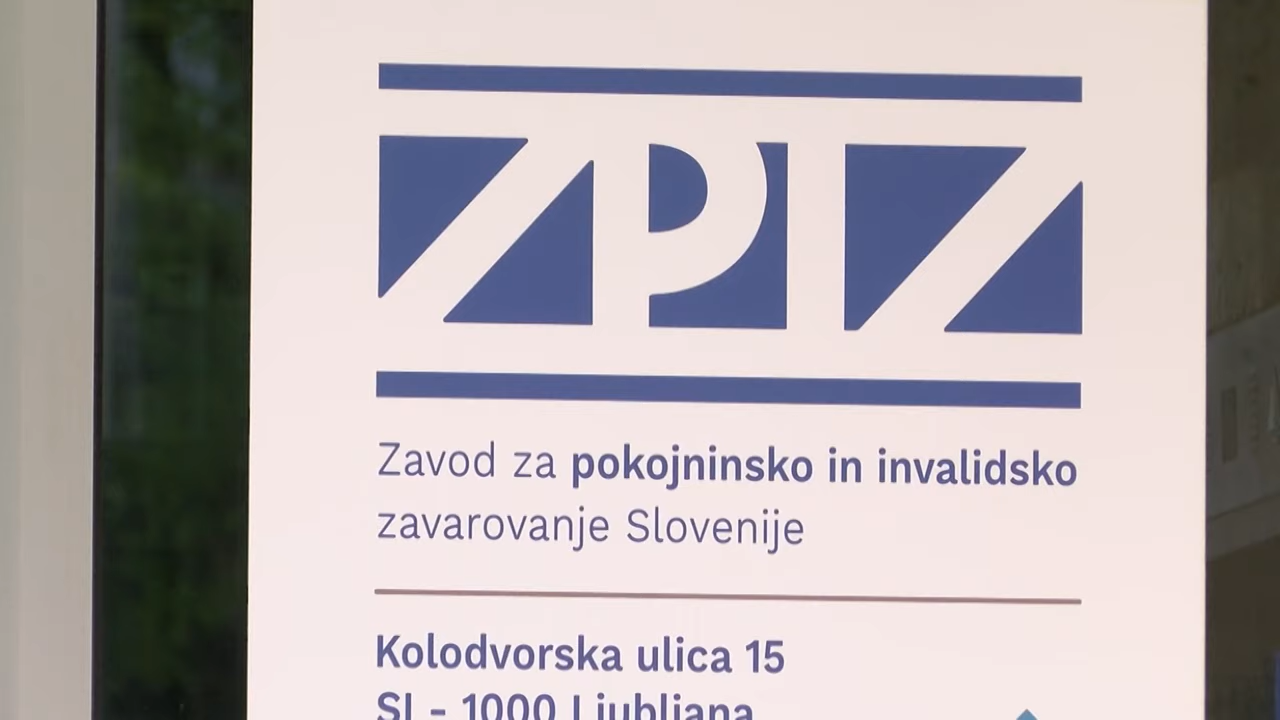 ZPIZ
Zavod za pokojninsko in invalidsko
zavarovanje Slovenije
Kolodvorska ulica 15
SI - 1000 Ljubljana